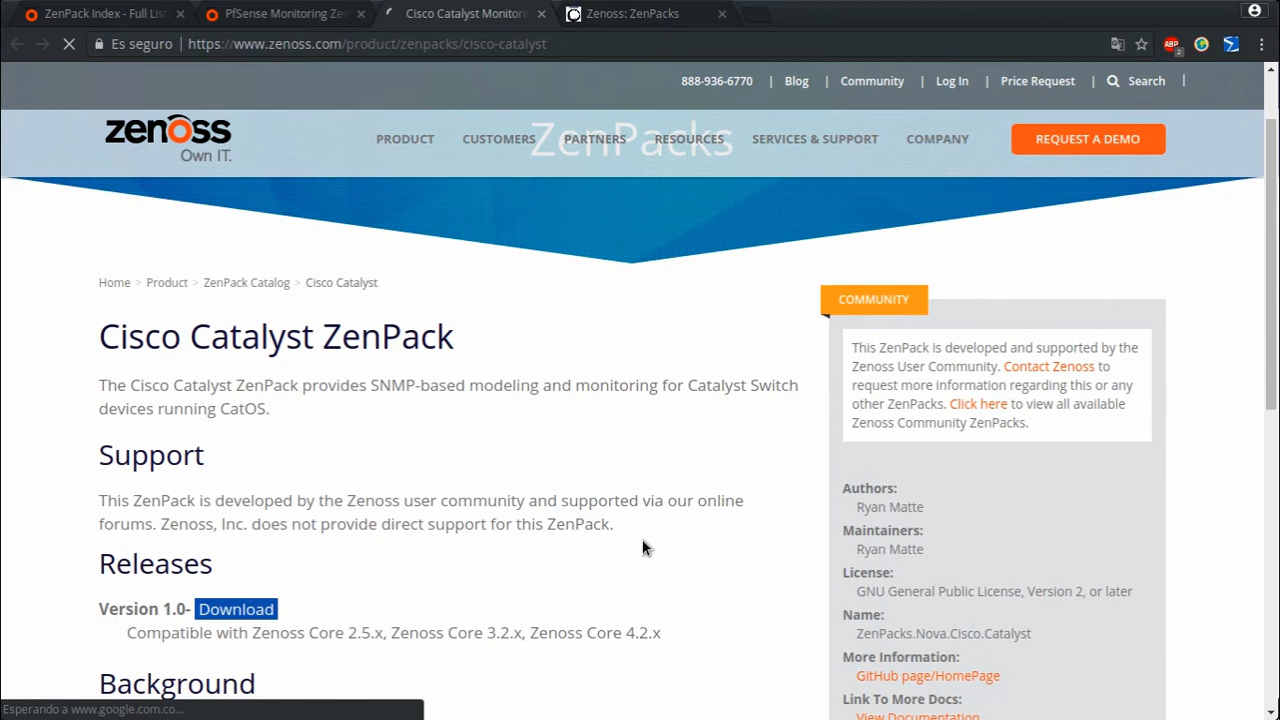 ZenPack Index - Full Lis
PfSense Monitoring Ze
Cisco Catalyst Monitori
Zenoss: ZenPacks
Es seguro
https://www.zenoss.com/product/zenpacks/cisco-catalyst
ABP
2
888-936-6770 | Blog | Community | Log In | Price Request | Search |
zenoss
Own IT.
ZenPacks
PRODUCT CUSTOMERS PARTNERS RESOURCES SERVICES & SUPPORT COMPANY
REQUEST A DEMO
Home > Product > ZenPack Catalog > Cisco Catalyst
Cisco Catalyst ZenPack
The Cisco Catalyst ZenPack provides SNMP-based modeling and monitoring for Catalyst Switch
devices running CatOS.
Support
This ZenPack is developed by the Zenoss user community and supported via our online
forums. Zenoss, Inc. does not provide direct support for this ZenPack.
Releases
Version 1.0- Download
Compatible with Zenoss Core 2.5.x, Zenoss Core 3.2.x, Zenoss Core 4.2.x
Background
COMMUNITY
This ZenPack is developed and supported by the
Zenoss User Community. Contact Zenoss to
request more information regarding this or any
other ZenPacks. Click here to view all available
Zenoss Community ZenPacks.
Authors:
Ryan Matte
Maintainers:
Ryan Matte
License:
GNU General Public License, Version 2, or later
Name:
ZenPacks.Nova.Cisco.Catalyst
More Information:
GitHub page/HomePage
Link To More Docs:
View Documentation
Esperando a www.google.com.co...